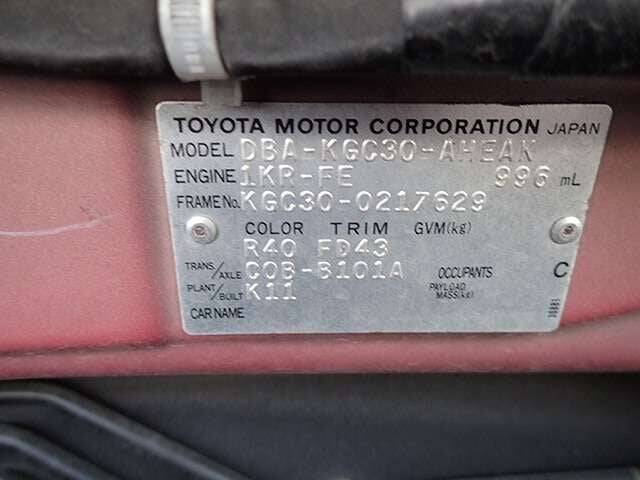 TOYOTA MOTOR CORPORATION JAPAN
MODEL DBA-KGC30-AHEAK
ENGINE 1KR-FE 996 mL
FRAME No. KGC30-0217629
COLOR TRIM GVM(kg)
R40 FD43
TRANS/AXLE C0B-B101A OCCUPANTS C
PLANT/BUILT K11 PAYLOAD MASS(kg)
CAR NAME